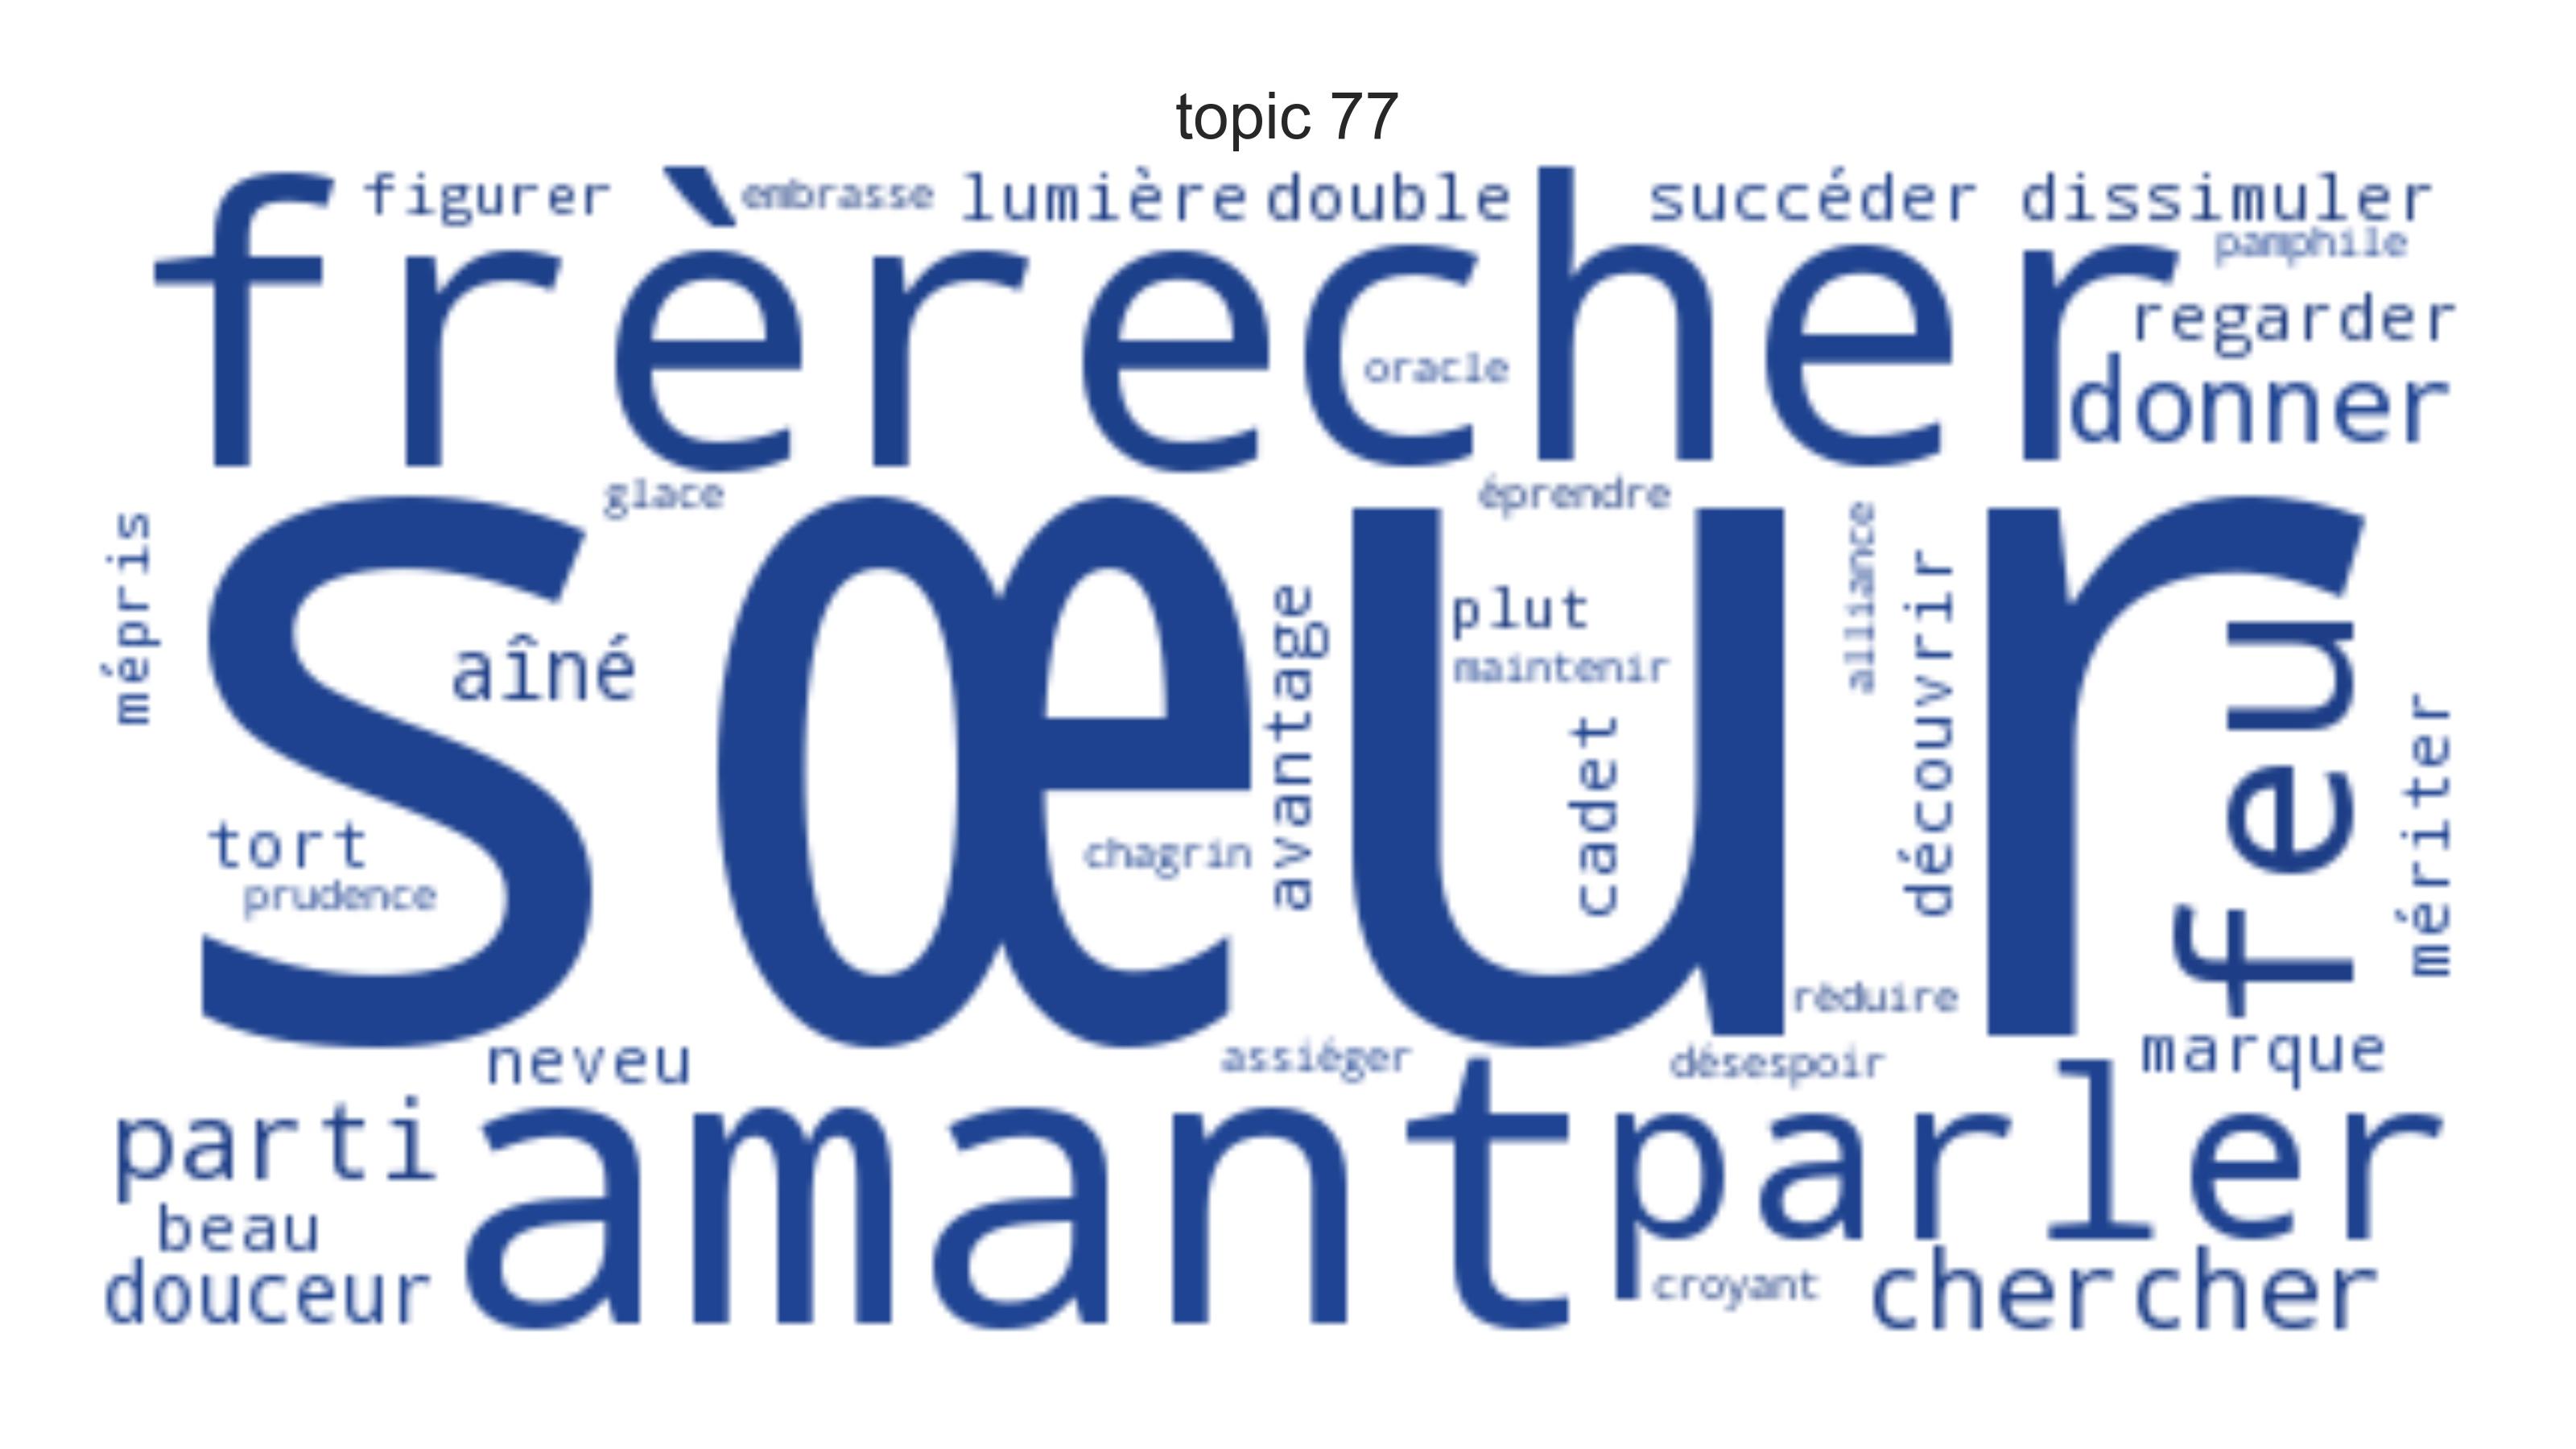 topic 77
figurer
embrasse
lumière
double
succéder
dissimuler
pamphile
frère
cher
regarder
oracle
donner
glace
éprendre
mépris
sœur
aîné
plut
maintenir
alliance
avantage
cadet
découvrir
feu
mériter
tort
prudence
chagrin
réduire
neveu
assiéger
désespoir
marque
parti
amant
parler
beau
douceur
croyant
chercher